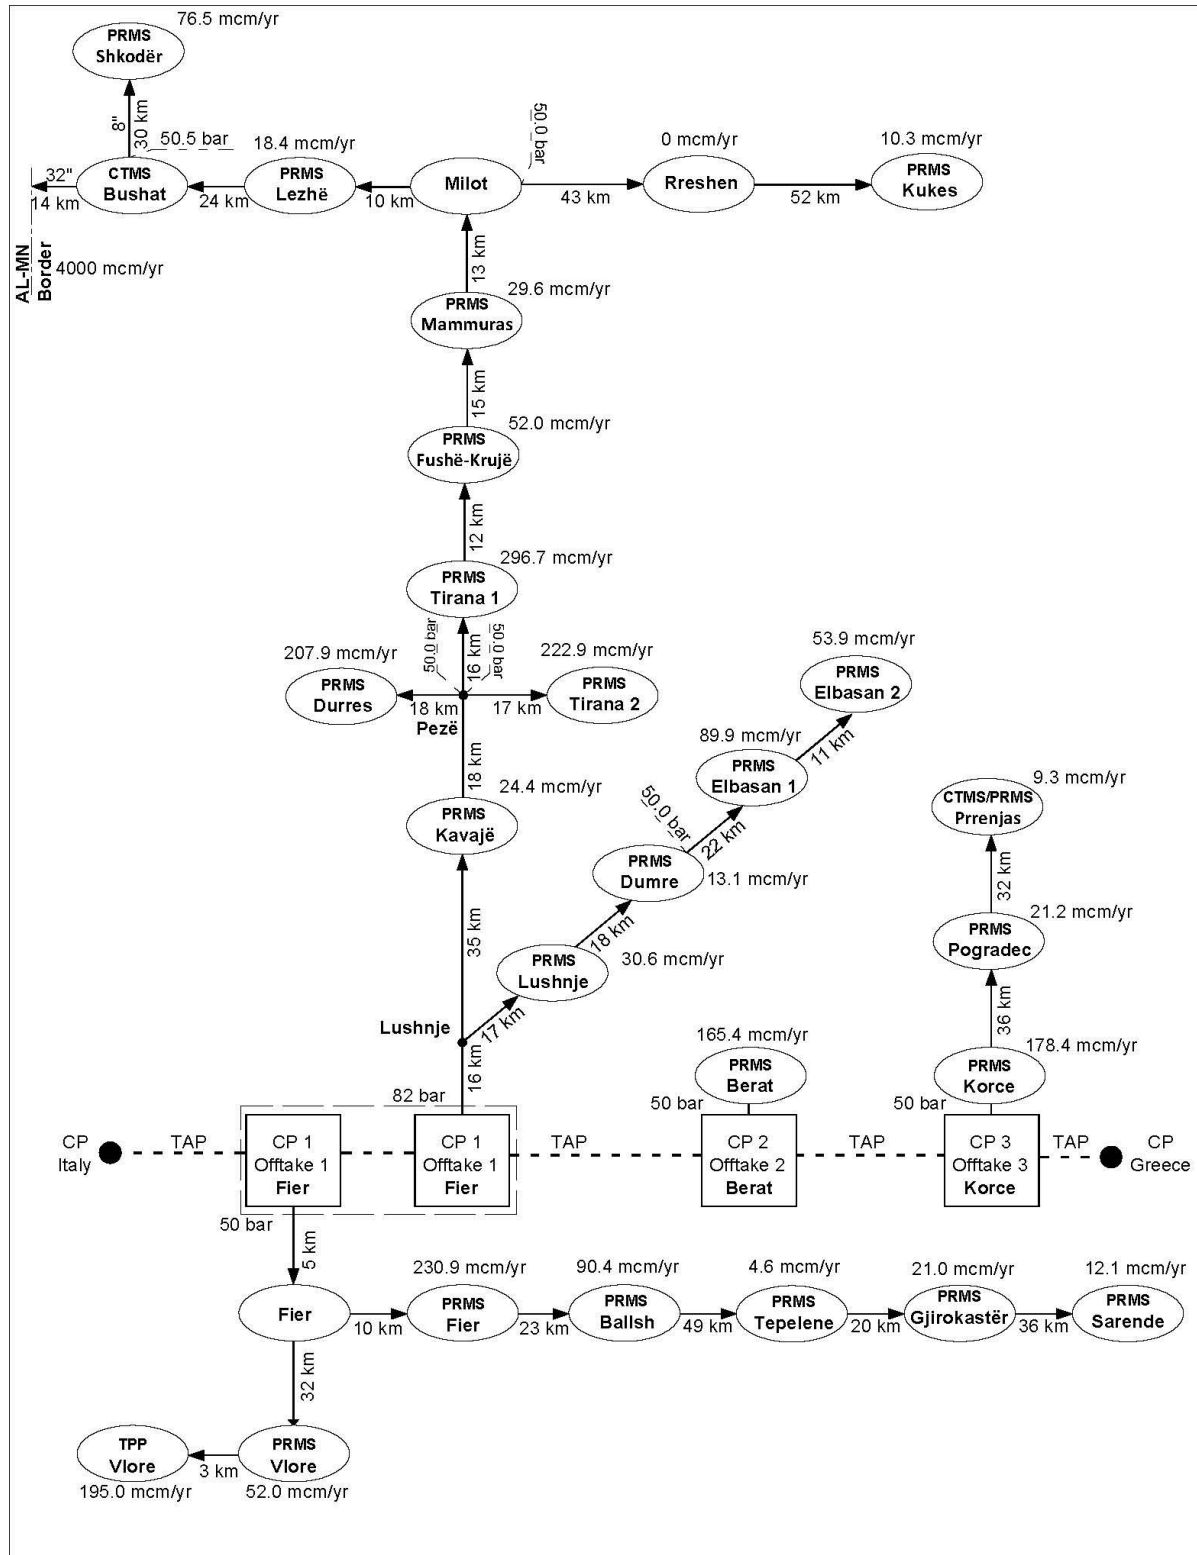 76.5 mcm/yr
PRMS
Shkodër
8"
30 km
50.5 bar
18.4 mcm/yr
50.0 bar
0 mcm/yr
10.3 mcm/yr
32"
14 km
CTMS
Bushat
24 km
PRMS
Lezhë
10 km
Milot
43 km
Rreshen
52 km
PRMS
Kukes
AL-MN
Border
4000 mcm/yr
13 km
29.6 mcm/yr
PRMS
Mammuras
15 km
52.0 mcm/yr
PRMS
Fushë-Krujë
12 km
296.7 mcm/yr
PRMS
Tirana 1
50.0 bar
16 km
50.0 bar
207.9 mcm/yr
PRMS
Durres
18 km
Pezë
17 km
222.9 mcm/yr
PRMS
Tirana 2
53.9 mcm/yr
PRMS
Elbasan 2
11 km
89.9 mcm/yr
PRMS
Elbasan 1
22 km
50.0 bar
18 km
24.4 mcm/yr
PRMS
Kavajë
PRMS
Dumre
13.1 mcm/yr
9.3 mcm/yr
CTMS/PRMS
Prrenjas
32 km
21.2 mcm/yr
PRMS
Pogradec
36 km
35 km
18 km
PRMS
Lushnje
30.6 mcm/yr
17 km
Lushnje
16 km
165.4 mcm/yr
PRMS
Berat
178.4 mcm/yr
PRMS
Korce
82 bar
50 bar
50 bar
CP
Italy
TAP
CP 1
Offtake 1
Fier
CP 1
Offtake 1
Fier
TAP
CP 2
Offtake 2
Berat
TAP
CP 3
Offtake 3
Korce
TAP
CP
Greece
50 bar
5 km
230.9 mcm/yr
90.4 mcm/yr
4.6 mcm/yr
21.0 mcm/yr
12.1 mcm/yr
Fier
10 km
PRMS
Fier
23 km
PRMS
Ballsh
49 km
PRMS
Tepelene
20 km
PRMS
Gjirokastër
36 km
PRMS
Sarende
32 km
TPP
Vlore
3 km
PRMS
Vlore
195.0 mcm/yr
52.0 mcm/yr